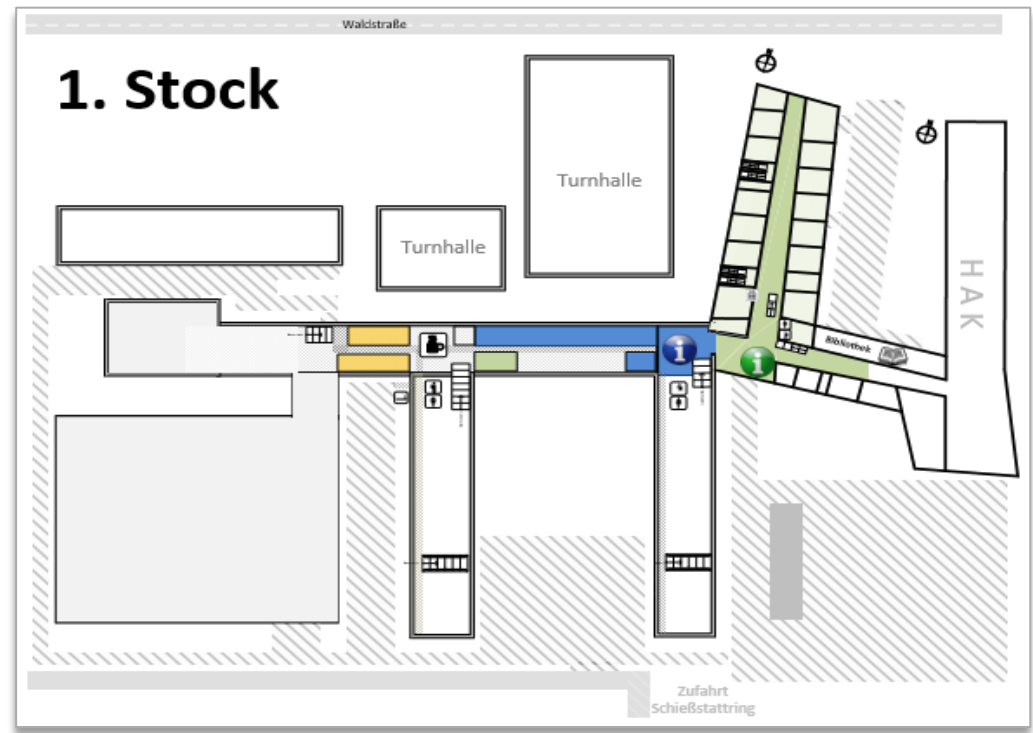 Waldstraße
1. Stock
Turnhalle
Turnhalle
HAK
Bibliothek
Zufahrt
Schießstattring